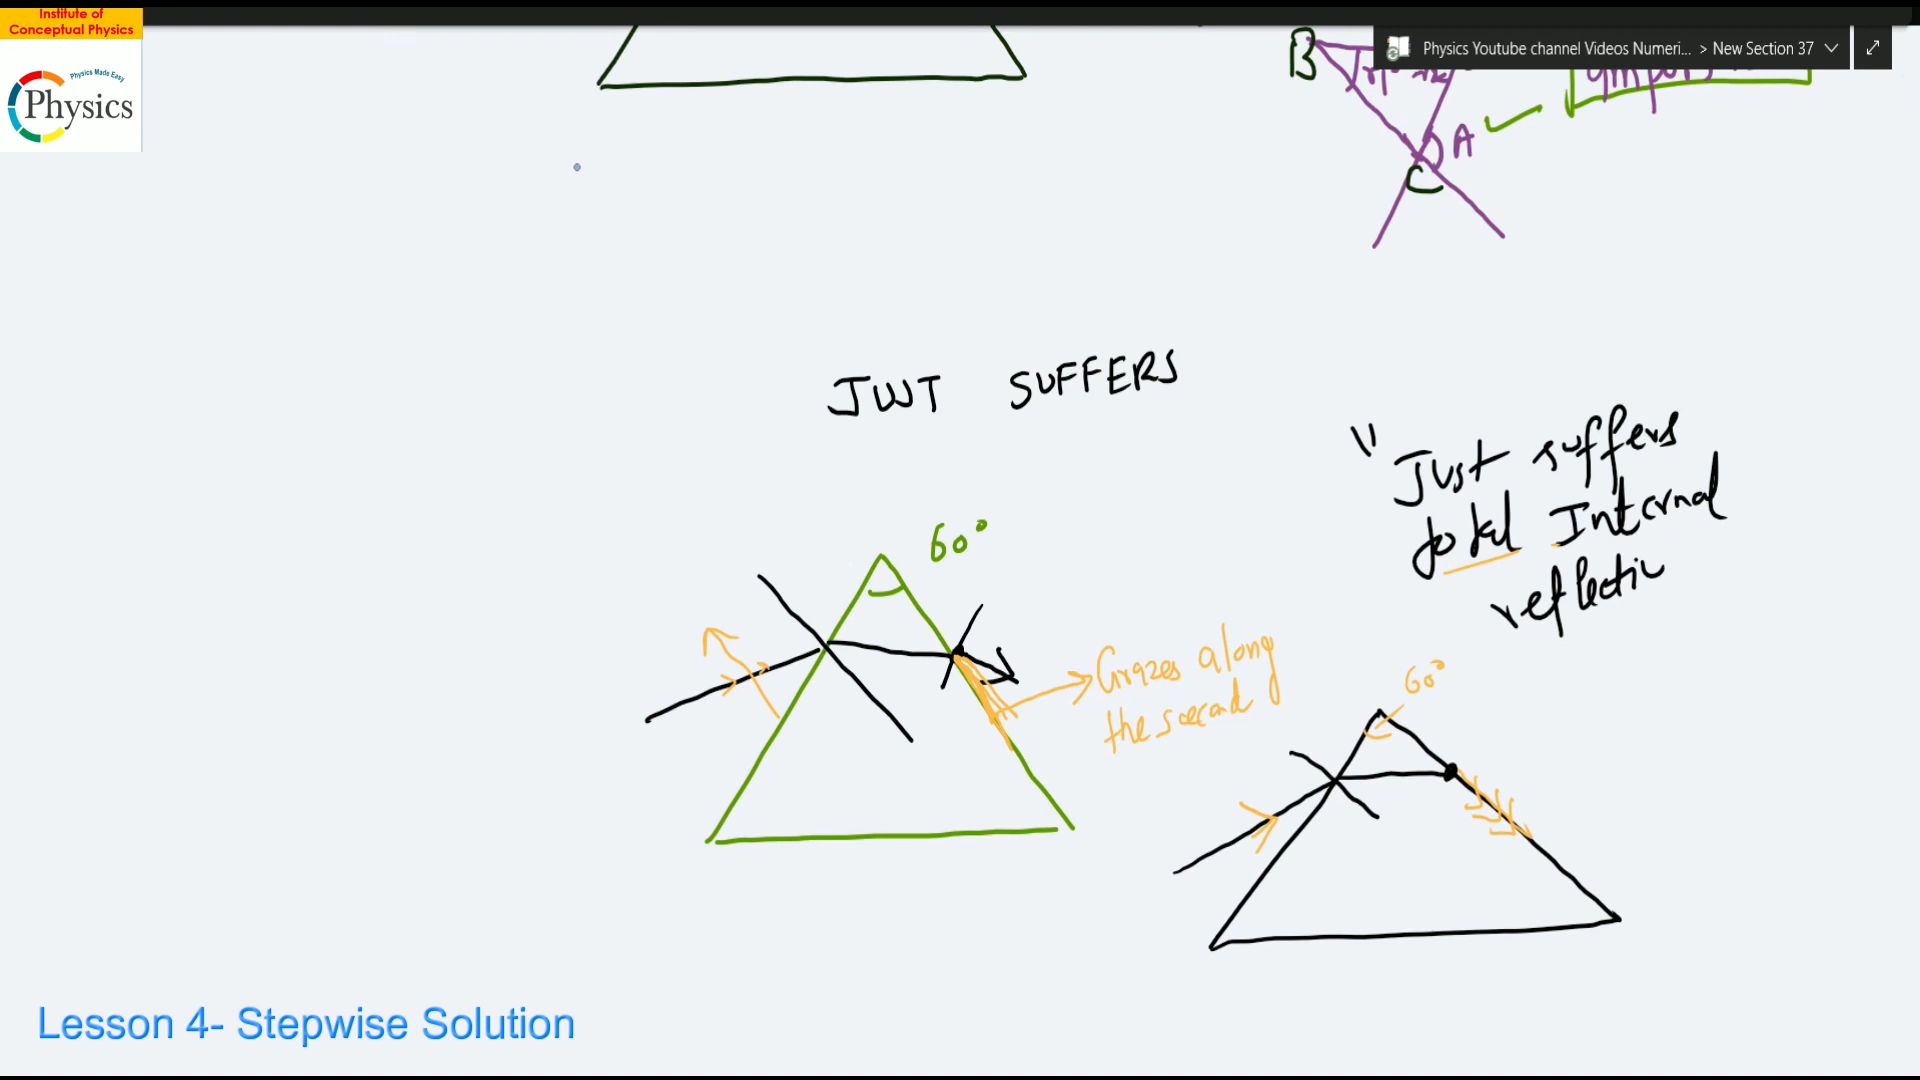 Institute of
Conceptual Physics
Physics Made Easy
Physics
Physics Youtube channel Videos Numeri... > New Section 37
B
A
C
JUST SUFFERS
"Just suffers
total Internal
reflectio
60°
Grazes along
the second
60°
Lesson 4- Stepwise Solution